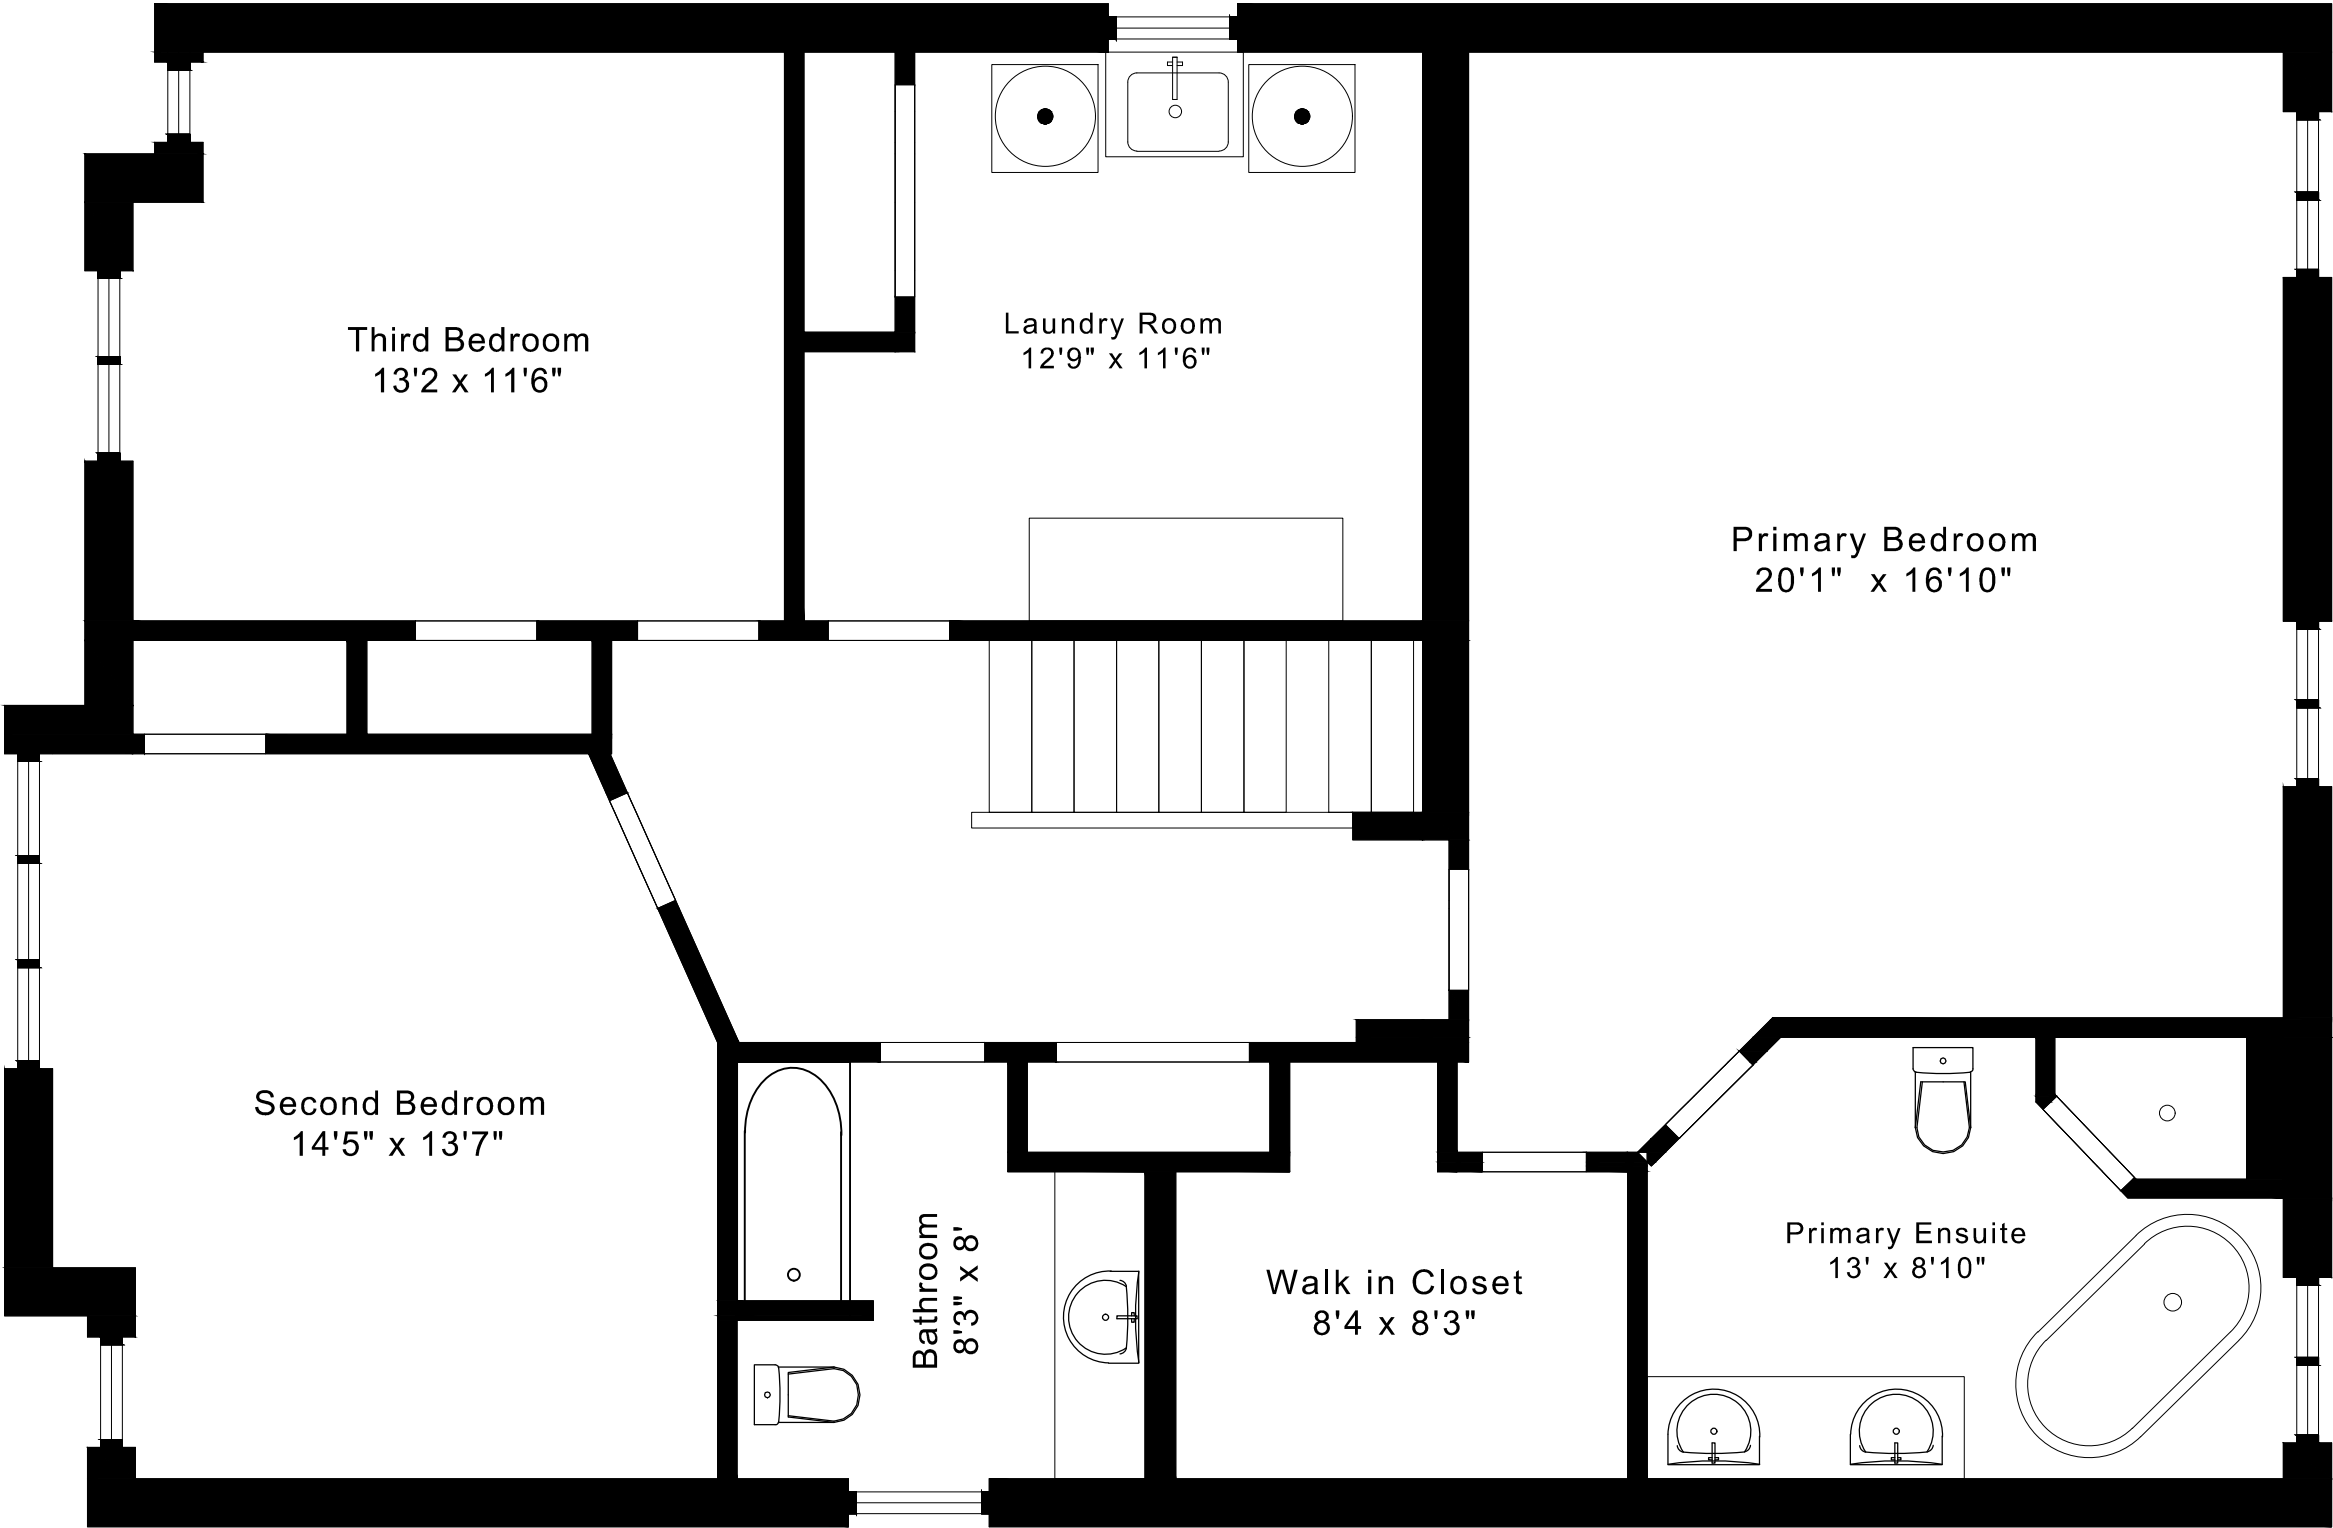 Third Bedroom
13'2 x 11'6"
Laundry Room
12'9" x 11'6"
Primary Bedroom
20'1" x 16'10"
Second Bedroom
14'5" x 13'7"
Bathroom
8'3" x 8'
Walk in Closet
8'4 x 8'3"
Primary Ensuite
13' x 8'10"